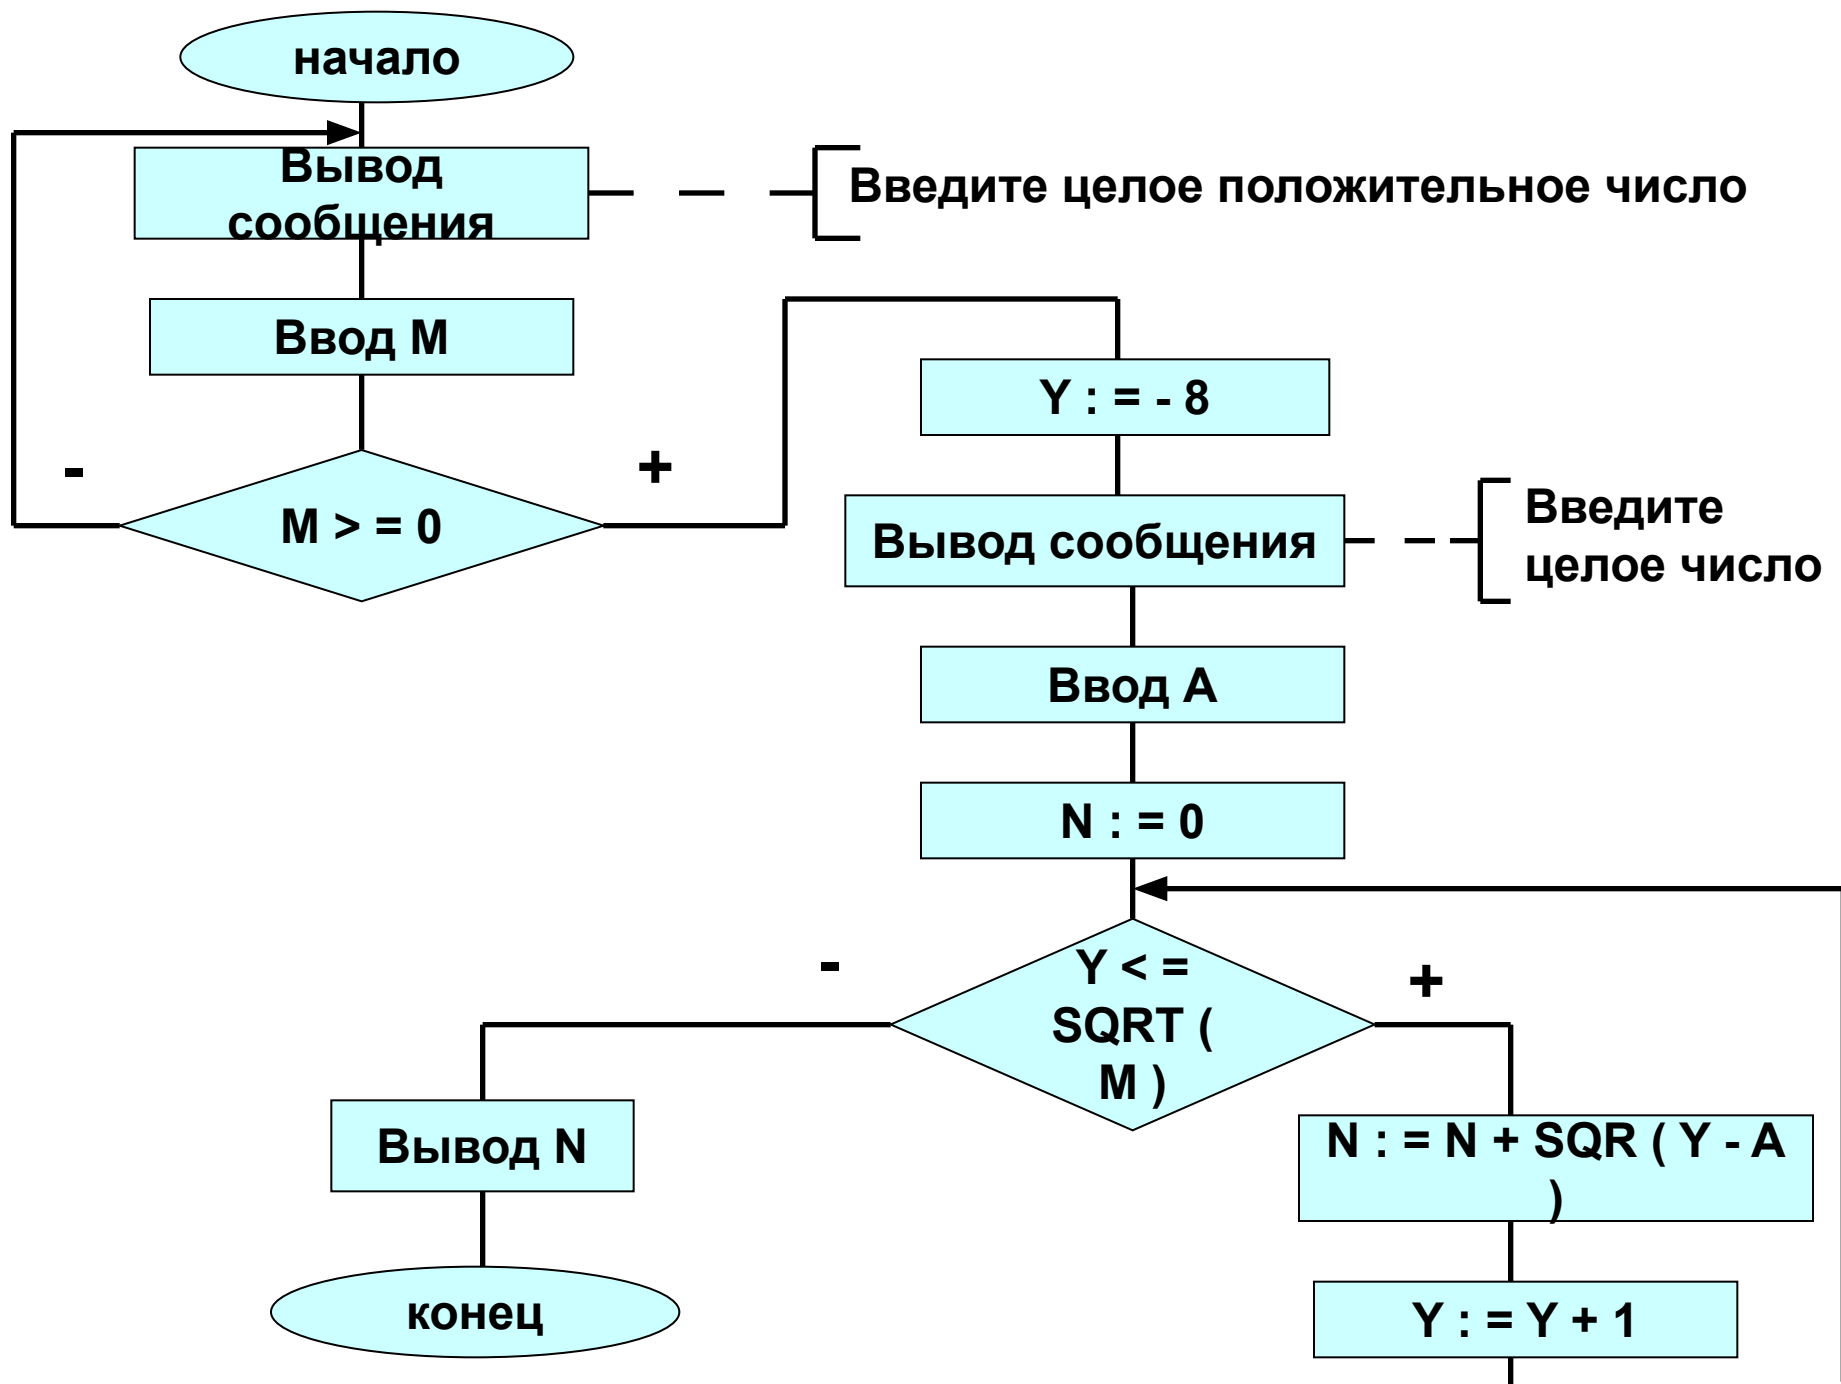 начало
Вывод
сообщения
Введите целое положительное число
Ввод М
-
+
M > = 0
Y : = - 8
Вывод сообщения
Введите
целое число
Ввод А
N : = 0
-
+
Y < =
SQRT (
M )
Вывод N
N : = N + SQR ( Y - A
)
конец
Y : = Y + 1